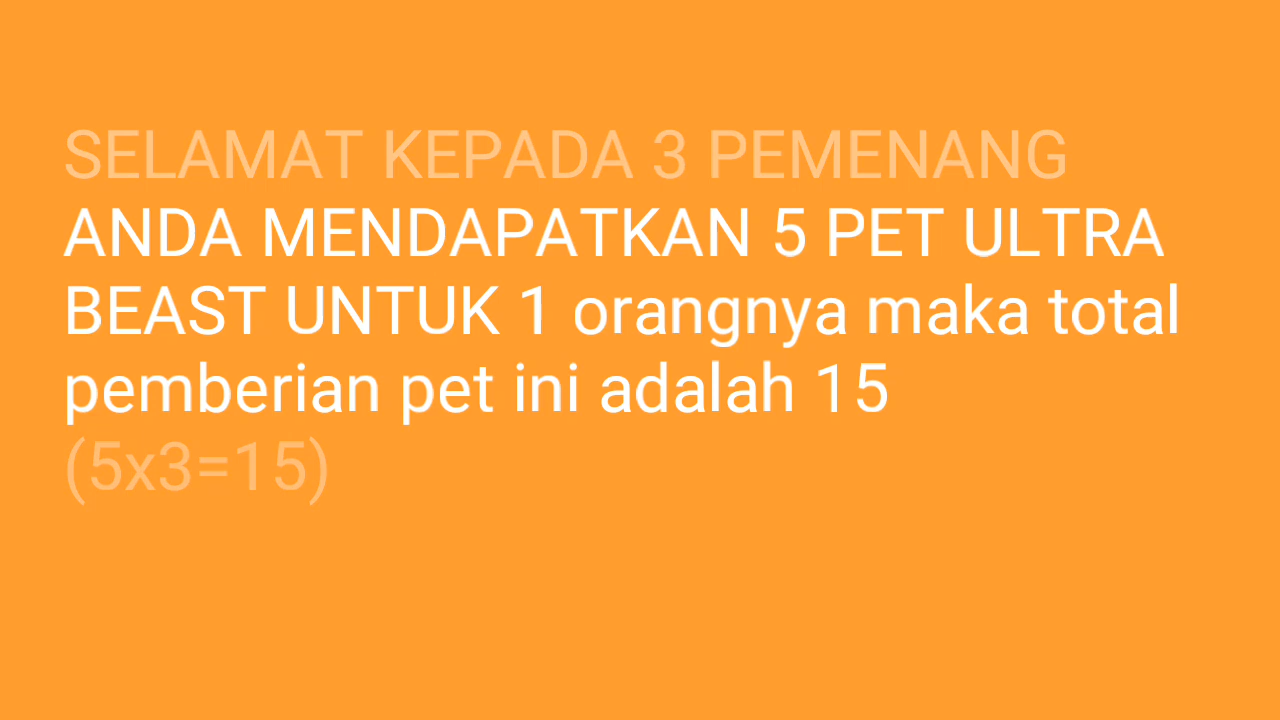 SELAMAT KEPADA 3 PEMENANG
ANDA MENDAPATKAN 5 PET ULTRA
BEAST UNTUK 1 orangnya maka total
pemberian pet ini adalah 15
(5x3=15)